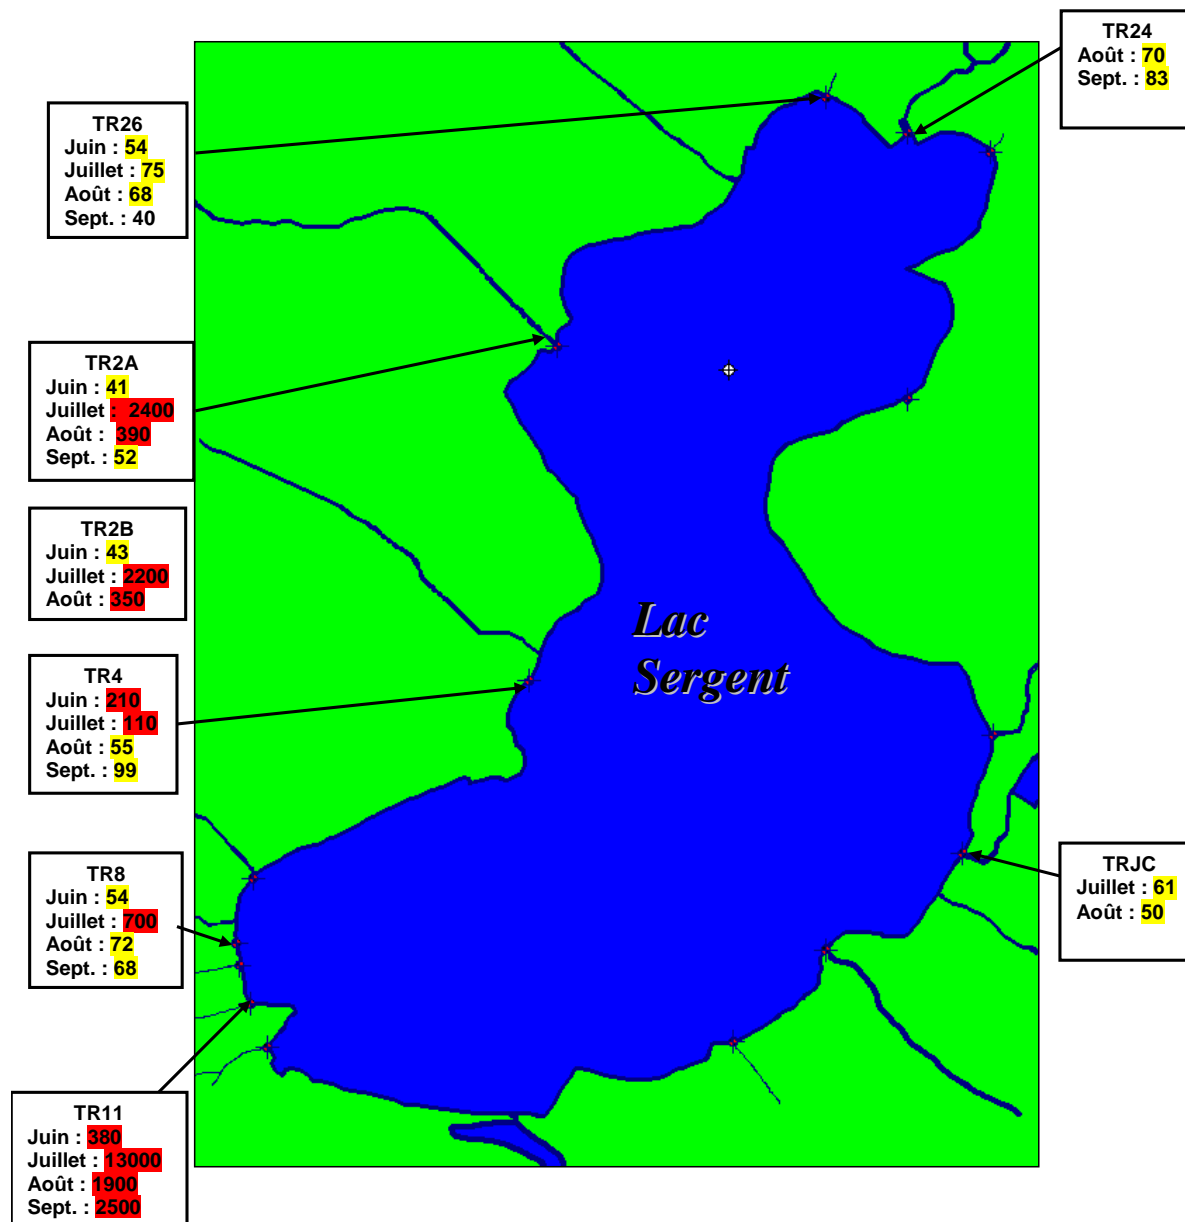 TR24
Août : 70
Sept. : 83
TR26
Juin : 54
Juillet : 75
Août : 68
Sept. : 40
TR2A
Juin : 41
Juillet : 2400
Août : 390
Sept. : 52
TR2B
Juin : 43
Juillet : 2200
Août : 350
Lac
Sergent
TR4
Juin : 210
Juillet : 110
Août : 55
Sept. : 99
TR8
Juin : 54
Juillet : 700
Août : 72
Sept. : 68
TRJC
Juillet : 61
Août : 50
TR11
Juin : 380
Juillet : 13000
Août : 1900
Sept. : 2500